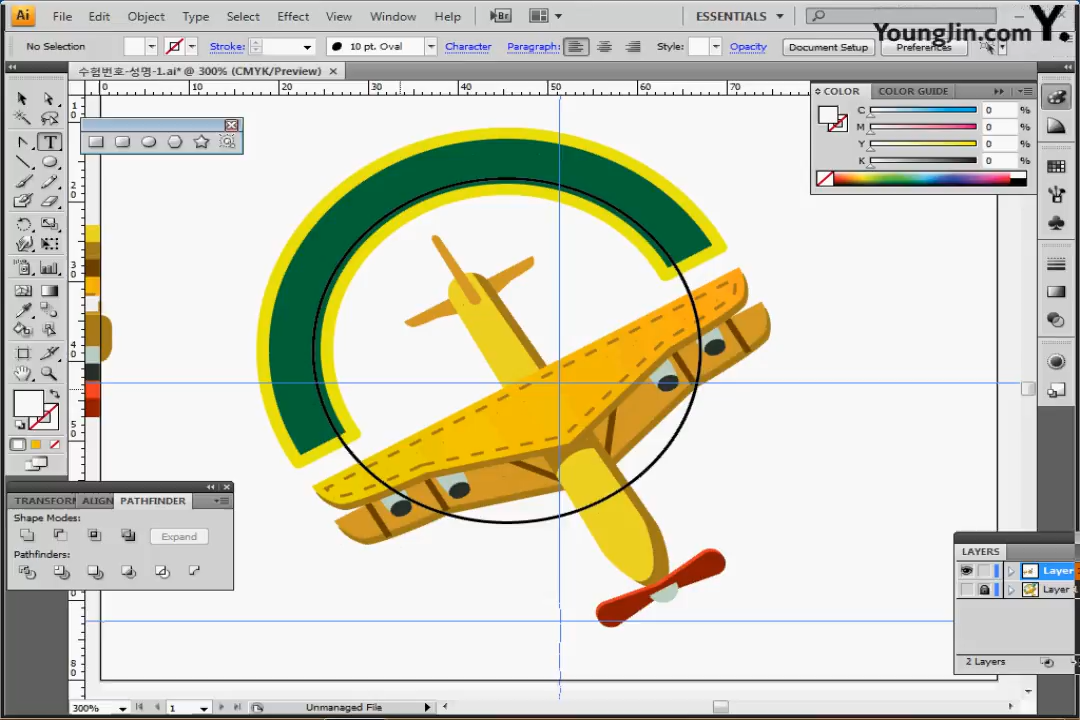 Ai File Edit Object Type Select Effect View Window Help Br ESSENTIALS
YoungJin.com Y.
No Selection Stroke: 10 pt. Oval Character Paragraph: Style: Opacity Document Setup Preferences
수험번호-성명-1.ai* @ 300% (CMYK/Preview) ×
0 10 20 30 40 50 60 70
COLOR COLOR GUIDE
C 0 %
M 0 %
Y 0 %
K 0 %
T
TRANSFORM ALIGN PATHFINDER
Shape Modes:
Expand
Pathfinders:
LAYERS
Layer
Layer
2 Layers
300% 1 Unmanaged File